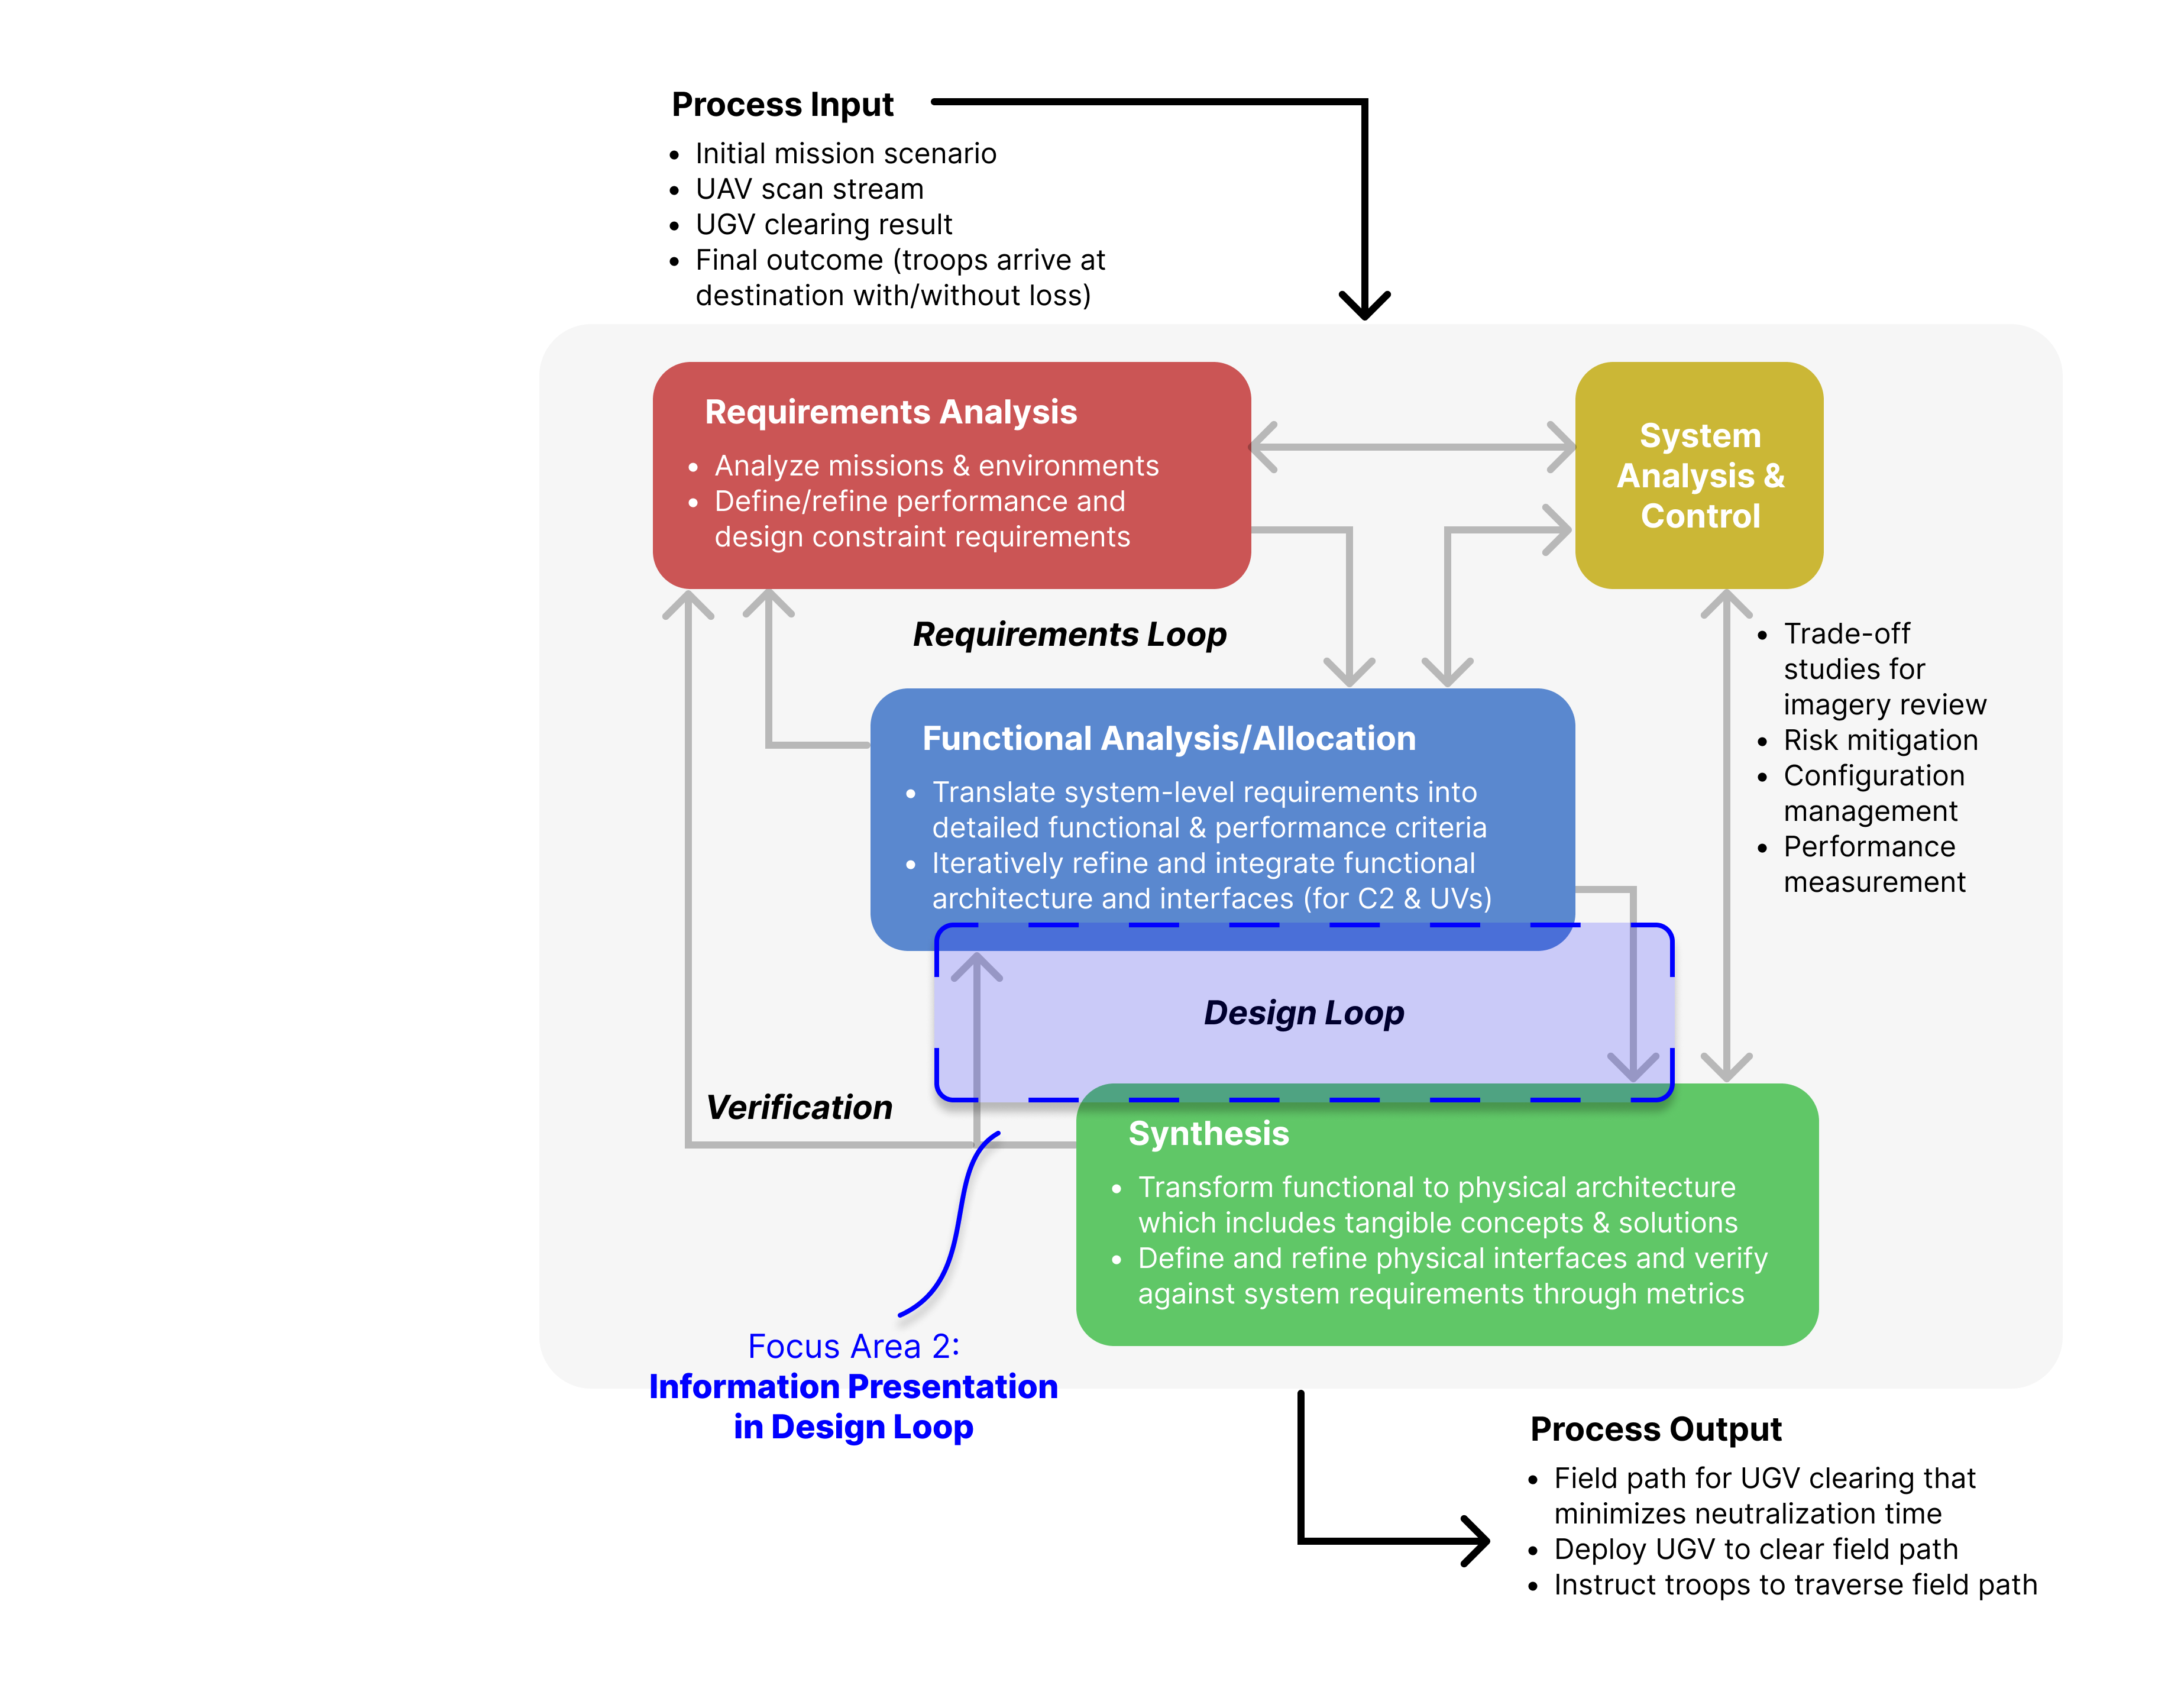 Process Input
• Initial mission scenario
• UAV scan stream
• UGV clearing result
• Final outcome (troops arrive at
destination with/without loss)
Requirements Analysis
• Analyze missions & environments
• Define/refine performance and
design constraint requirements
System
Analysis &
Control
Requirements Loop
• Trade-off
studies for
imagery review
• Risk mitigation
• Configuration
management
• Performance
measurement
Functional Analysis/Allocation
• Translate system-level requirements into
detailed functional & performance criteria
• Iteratively refine and integrate functional
architecture and interfaces (for C2 & UVs)
Design Loop
Verification
Synthesis
• Transform functional to physical architecture
which includes tangible concepts & solutions
• Define and refine physical interfaces and verify
against system requirements through metrics
Focus Area 2:
Information Presentation
in Design Loop
Process Output
• Field path for UGV clearing that
minimizes neutralization time
• Deploy UGV to clear field path
• Instruct troops to traverse field path